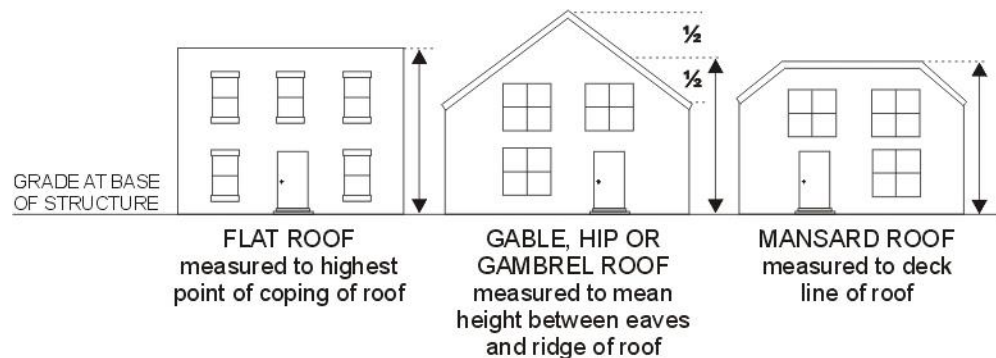 ½
½
GRADE AT BASE
OF STRUCTURE
FLAT ROOF
measured to highest
point of coping of roof
GABLE, HIP OR
GAMBREL ROOF
measured to mean
height between eaves
and ridge of roof
MANSARD ROOF
measured to deck
line of roof